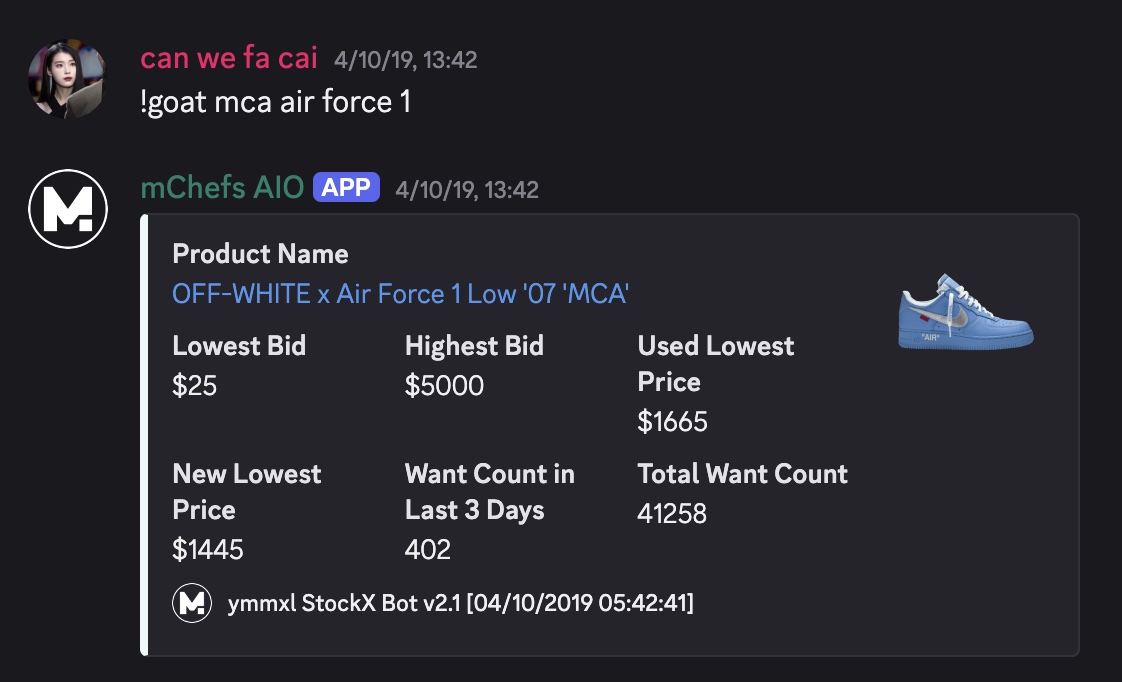 can we fa cai 4/10/19, 13:42
!goat mca air force 1
mChefs AIO APP 4/10/19, 13:42
Product Name
OFF-WHITE x Air Force 1 Low '07 'MCA'
Lowest Bid
$25
Highest Bid
$5000
Used Lowest
Price
$1665
New Lowest
Price
$1445
Want Count in
Last 3 Days
402
Total Want Count
41258
"AIR"
M.
M.
ymmxl StockX Bot v2.1 [04/10/2019 05:42:41]